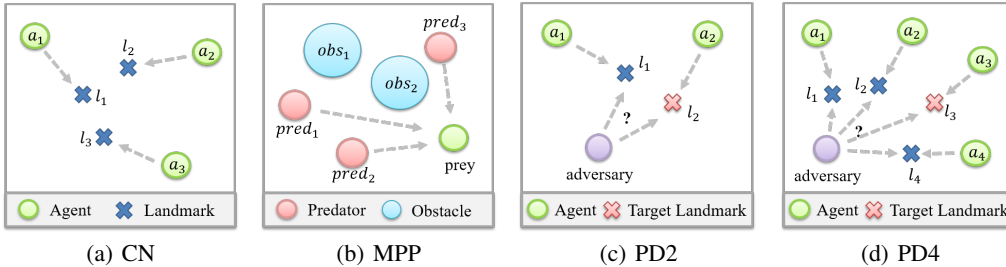 a₁
l₂
a₂
l₁
l₃
a₃
Agent Landmark
(a) CN
pred₃
obs₁
obs₂
pred₁
pred₂
prey
Predator Obstacle
(b) MPP
a₁
a₂
l₁
l₂
?
adversary
Agent Target Landmark
(c) PD2
a₁
a₂
a₃
l₁
l₂
l₃
?
adversary
l₄
a₄
Agent Target Landmark
(d) PD4